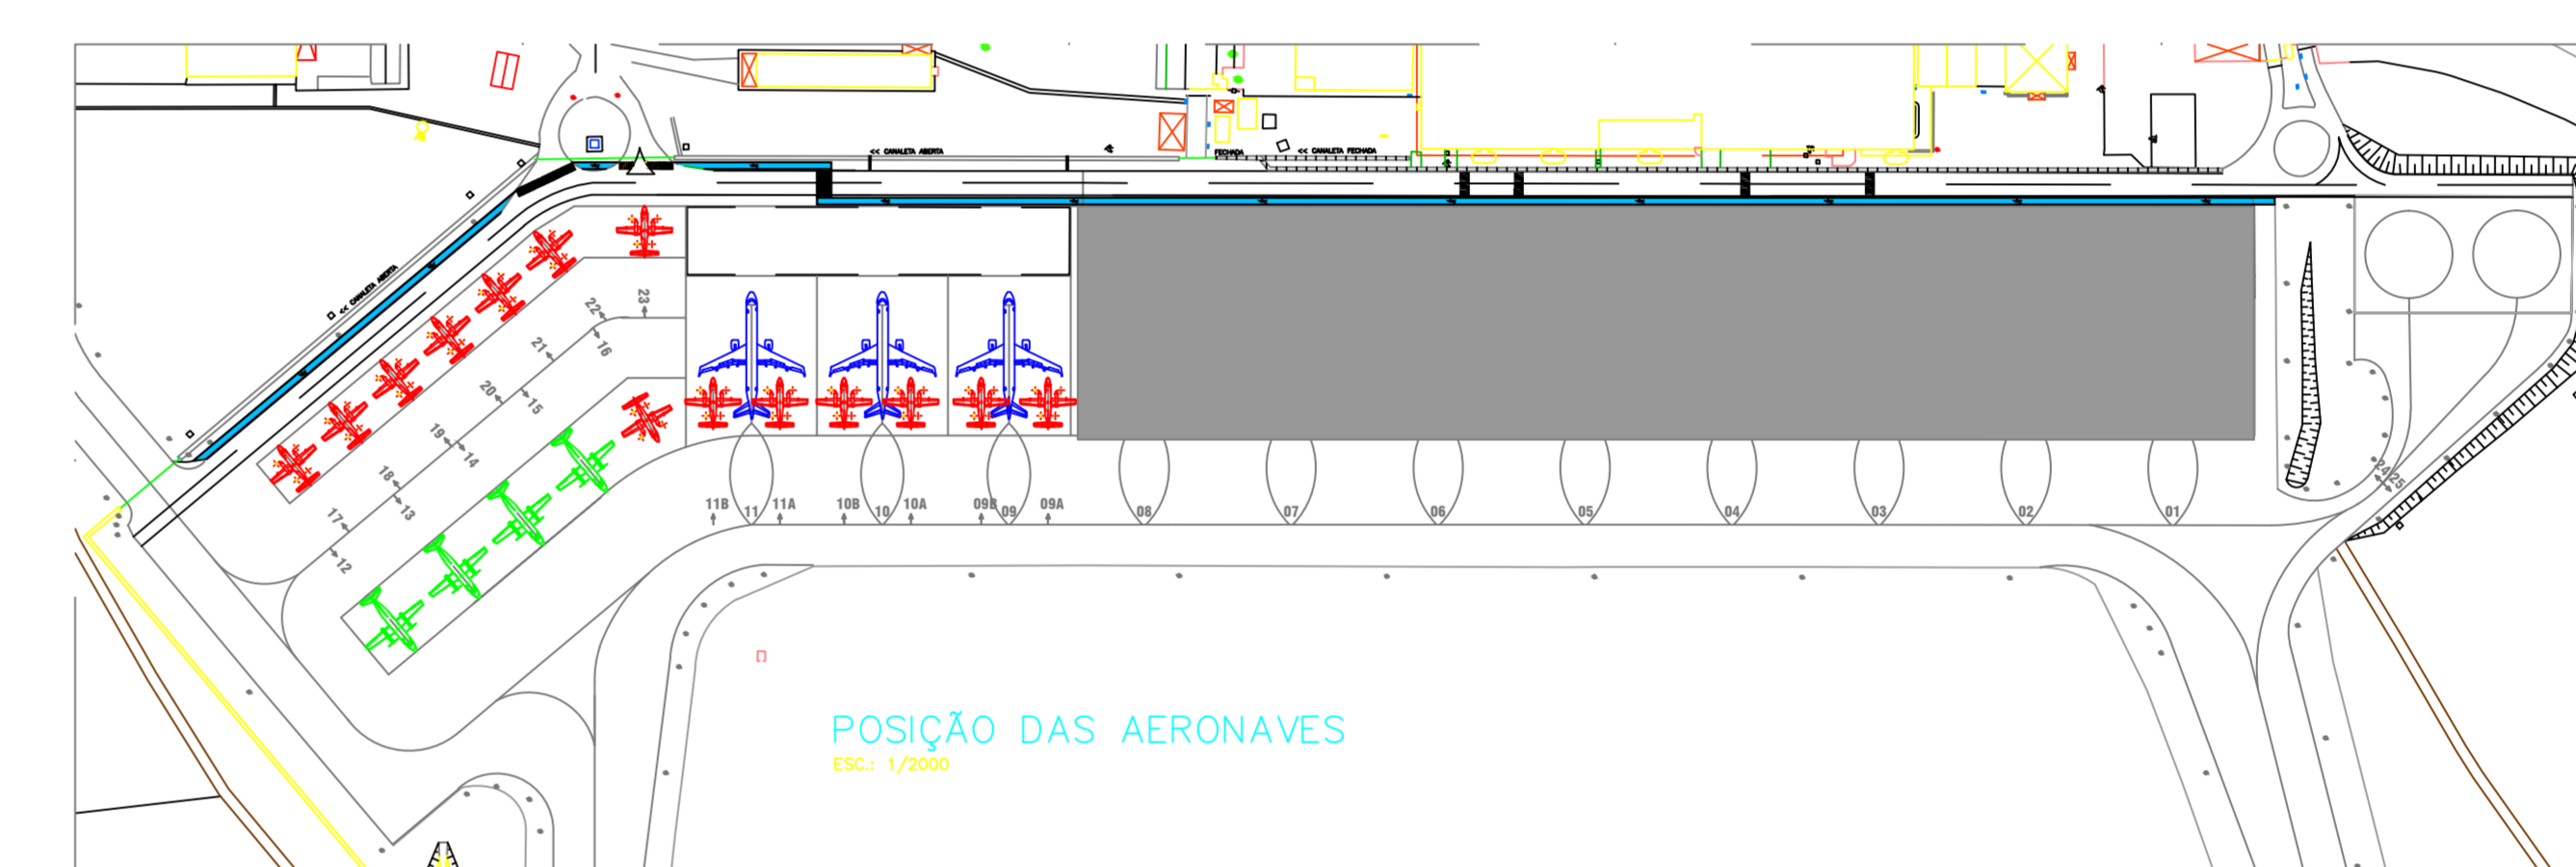 << CANALETA ABERTA
FECHADA
<< CANALETA FECHADA
<< CANALETA ABERTA
23
22
16
21
20
15
19
14
18
13
17
12
11B
11
11A
10B
10
10A
09B
09
09A
08
07
06
05
04
03
02
01
24
25
POSIÇÃO DAS AERONAVES
ESC.: 1/2000